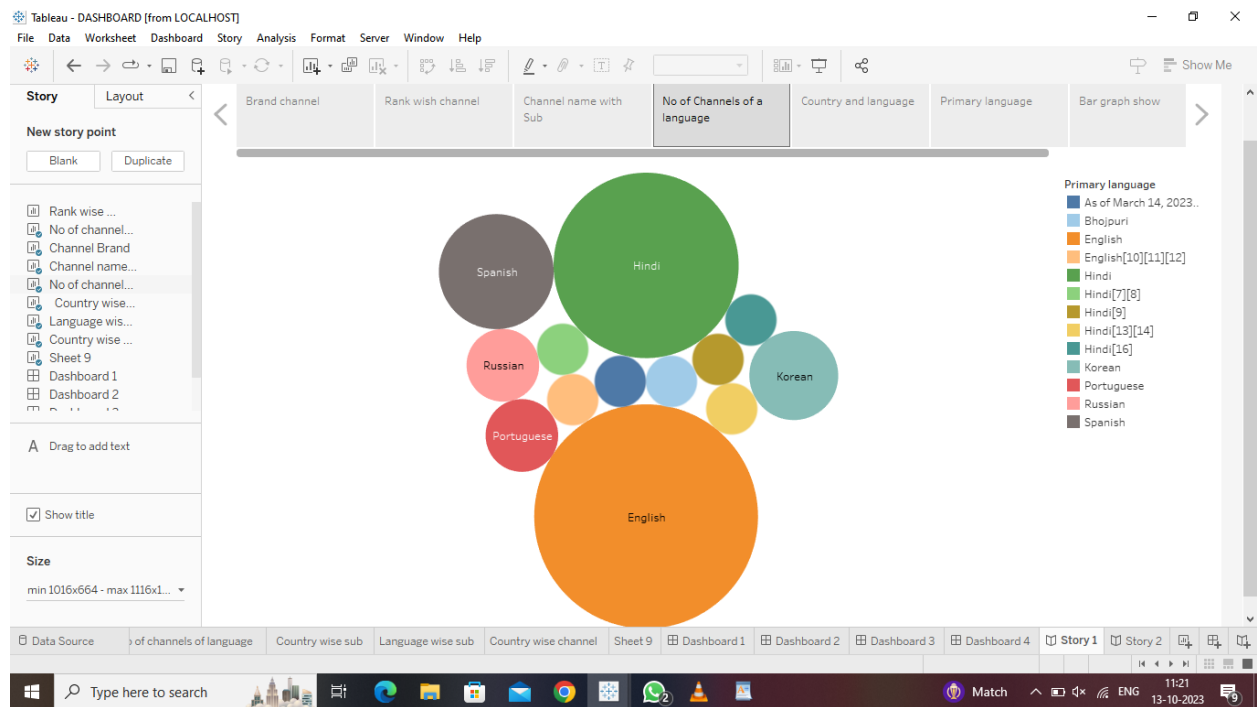 Tableau - DASHBOARD [from LOCALHOST]
File Data Worksheet Dashboard Story Analysis Format Server Window Help
Show Me
Story Layout
New story point
Blank Duplicate
Rank wise ...
No of channel...
Channel Brand
Channel name...
No of channel...
Country wise...
Language wis...
Country wise ...
Sheet 9
Dashboard 1
Dashboard 2
A Drag to add text
Show title
Size
min 1016x664 - max 1116x1...
Brand channel
Rank wish channel
Channel name with
Sub
No of Channels of a
language
Country and language
Primary language
Bar graph show
Hindi
Spanish
Russian
Korean
Portuguese
English
Primary language
As of March 14, 2023..
Bhojpuri
English
English[10][11][12]
Hindi
Hindi[7][8]
Hindi[9]
Hindi[13][14]
Hindi[16]
Korean
Portuguese
Russian
Spanish
Data Source of channels of language Country wise sub Language wise sub Country wise channel Sheet 9 Dashboard 1 Dashboard 2 Dashboard 3 Dashboard 4 Story 1 Story 2
Type here to search
2
Match
ENG
11:21
13-10-2023
9